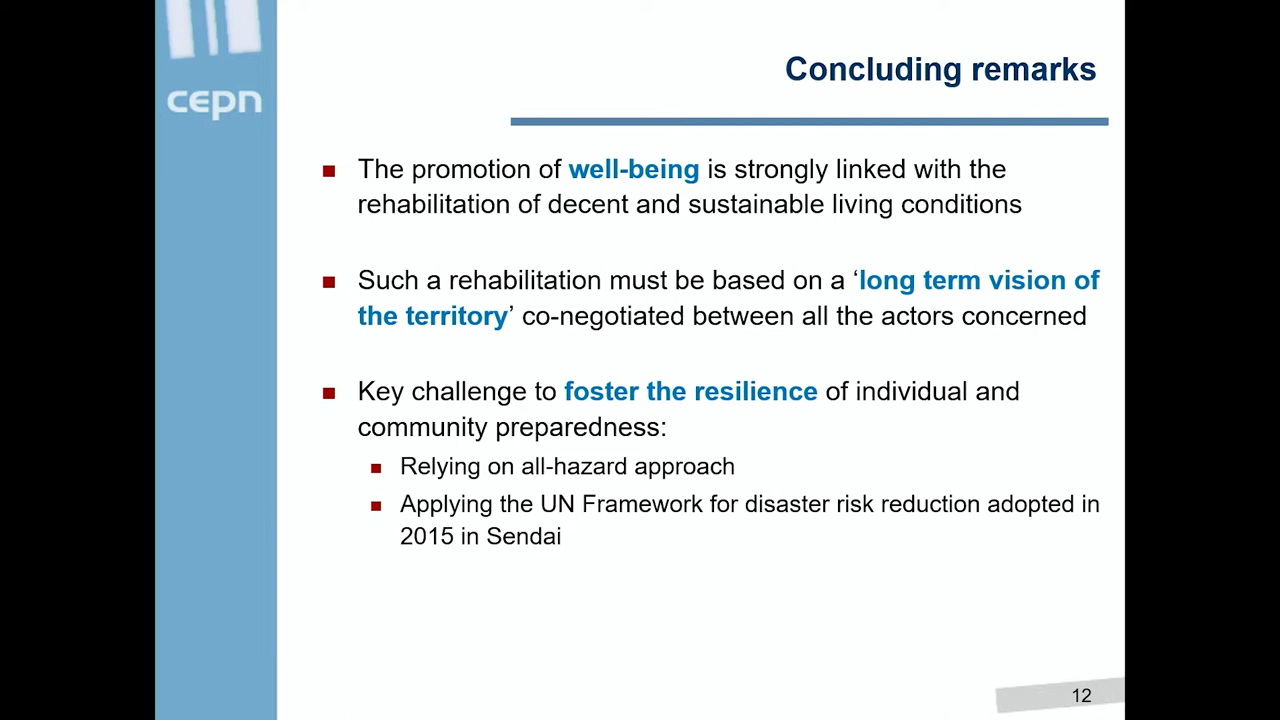 cepn
Concluding remarks
The promotion of well-being is strongly linked with the
rehabilitation of decent and sustainable living conditions
Such a rehabilitation must be based on a ‘long term vision of
the territory’ co-negotiated between all the actors concerned
Key challenge to foster the resilience of individual and
community preparedness:
Relying on all-hazard approach
Applying the UN Framework for disaster risk reduction adopted in
2015 in Sendai
12